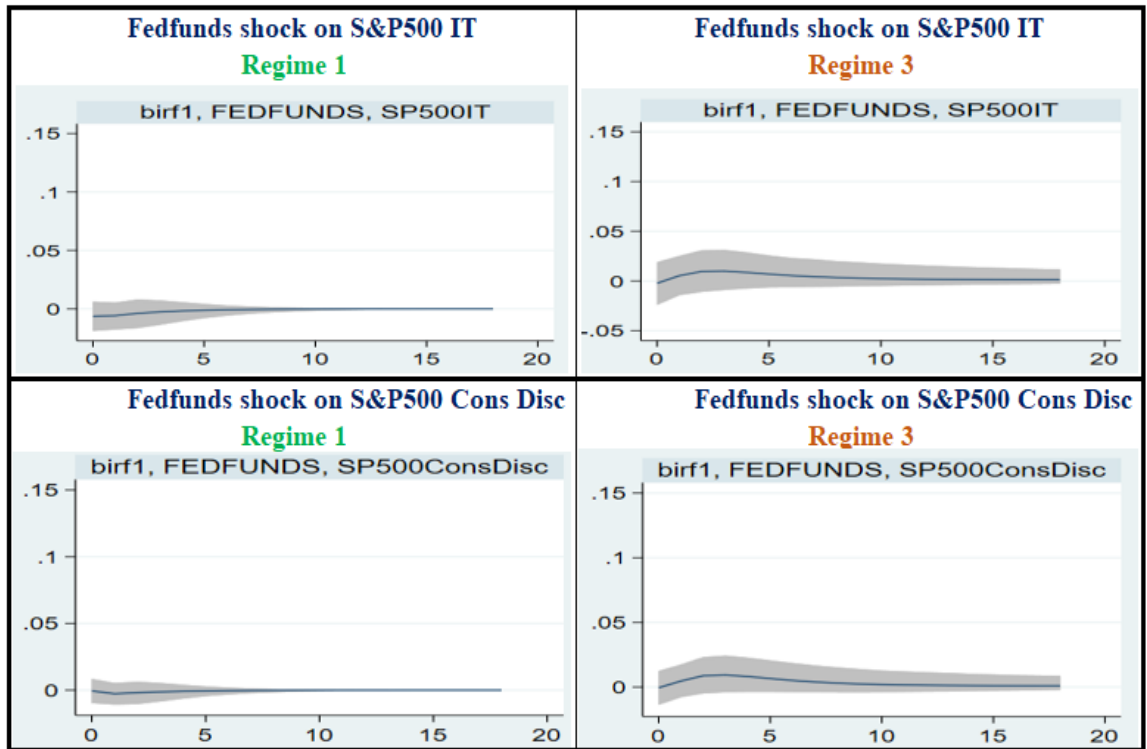 Fedfunds shock on S&P500 IT
Regime 1
birf1, FEDFUNDS, SP500IT
.15
.1
.05
0
0 5 10 15 20
Fedfunds shock on S&P500 IT
Regime 3
birf1, FEDFUNDS, SP500IT
.15
.1
.05
0
-.05
0 5 10 15 20
Fedfunds shock on S&P500 Cons Disc
Regime 1
birf1, FEDFUNDS, SP500ConsDisc
.15
.1
.05
0
0 5 10 15 20
Fedfunds shock on S&P500 Cons Disc
Regime 3
birf1, FEDFUNDS, SP500ConsDisc
.15
.1
.05
0
0 5 10 15 20